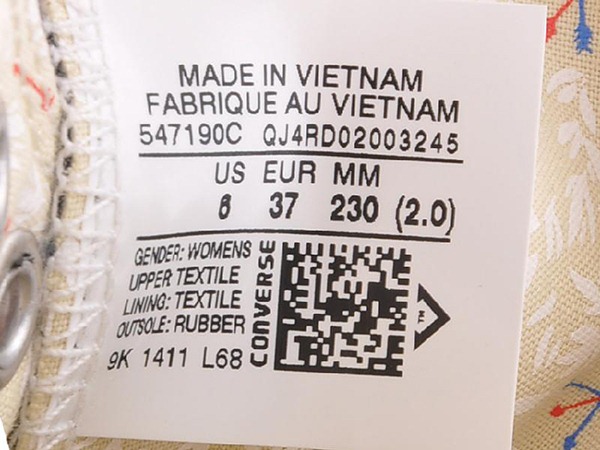 MADE IN VIETNAM
FABRIQUE AU VIETNAM
547190C QJ4RD02003245
US EUR MM
6 37 230 (2.0)
GENDER: WOMENS
UPPER TEXTILE
LINING: TEXTILE
OUTSOLE: RUBBER
9K 1411 L68
CONVERSE
TM